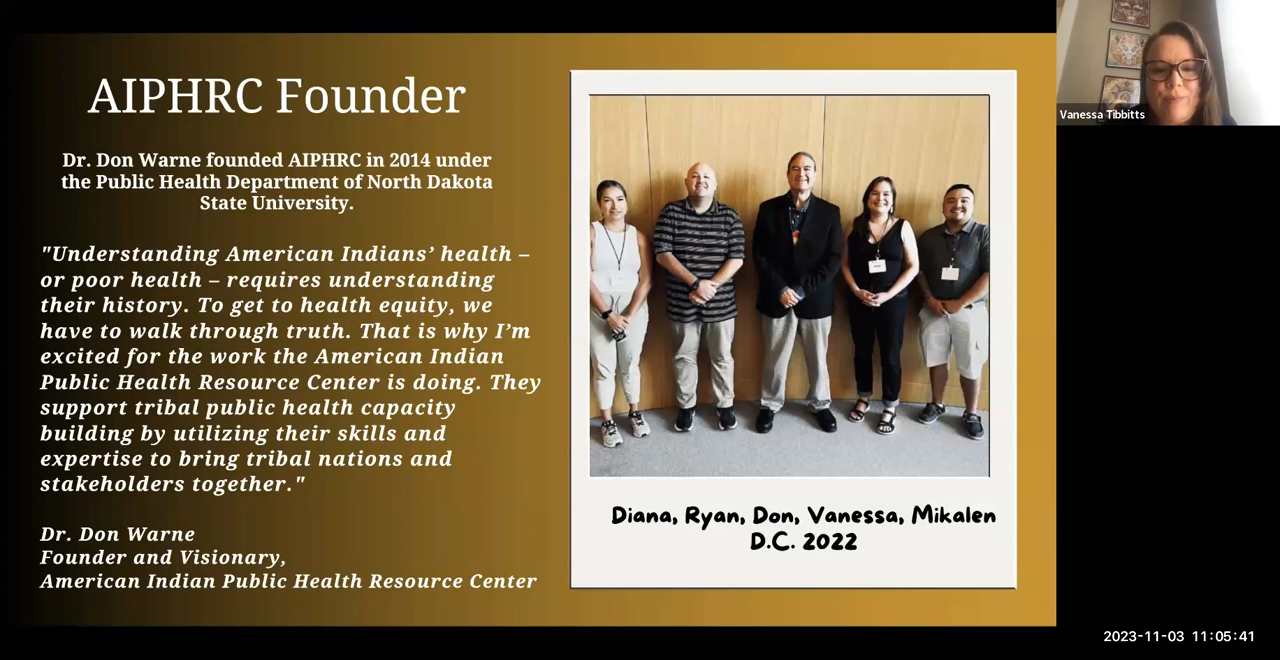 AIPHRC Founder
Dr. Don Warne founded AIPHRC in 2014 under
the Public Health Department of North Dakota
State University.
"Understanding American Indians’ health –
or poor health – requires understanding
their history. To get to health equity, we
have to walk through truth. That is why I’m
excited for the work the American Indian
Public Health Resource Center is doing. They
support tribal public health capacity
building by utilizing their skills and
expertise to bring tribal nations and
stakeholders together."
Dr. Don Warne
Founder and Visionary,
American Indian Public Health Resource Center
Diana, Ryan, Don, Vanessa, Mikalen
D.C. 2022
Vanessa Tibbitts
2023-11-03 11:05:41